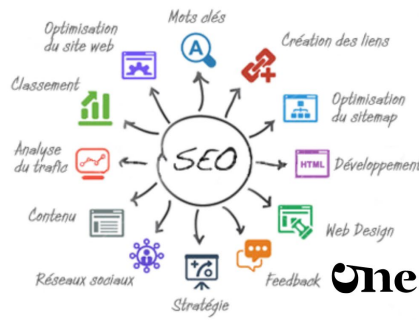 Mots clés
Création des liens
Optimisation
du sitemap
HTML
Développement
Web Design
Feedback
One
Stratégie
Réseaux sociaux
Contenu
Analyse
du trafic
Classement
Optimisation
du site web
A
SEO